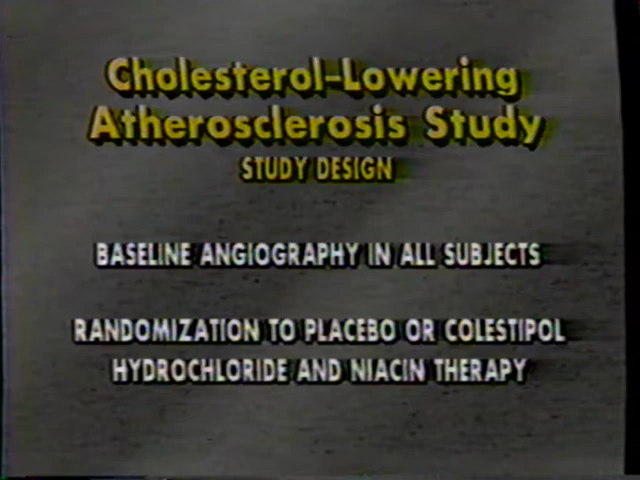 Cholesterol-Lowering
Atherosclerosis Study
STUDY DESIGN
BASELINE ANGIOGRAPHY IN ALL SUBJECTS
RANDOMIZATION TO PLACEBO OR COLESTIPOL
HYDROCHLORIDE AND NIACIN THERAPY